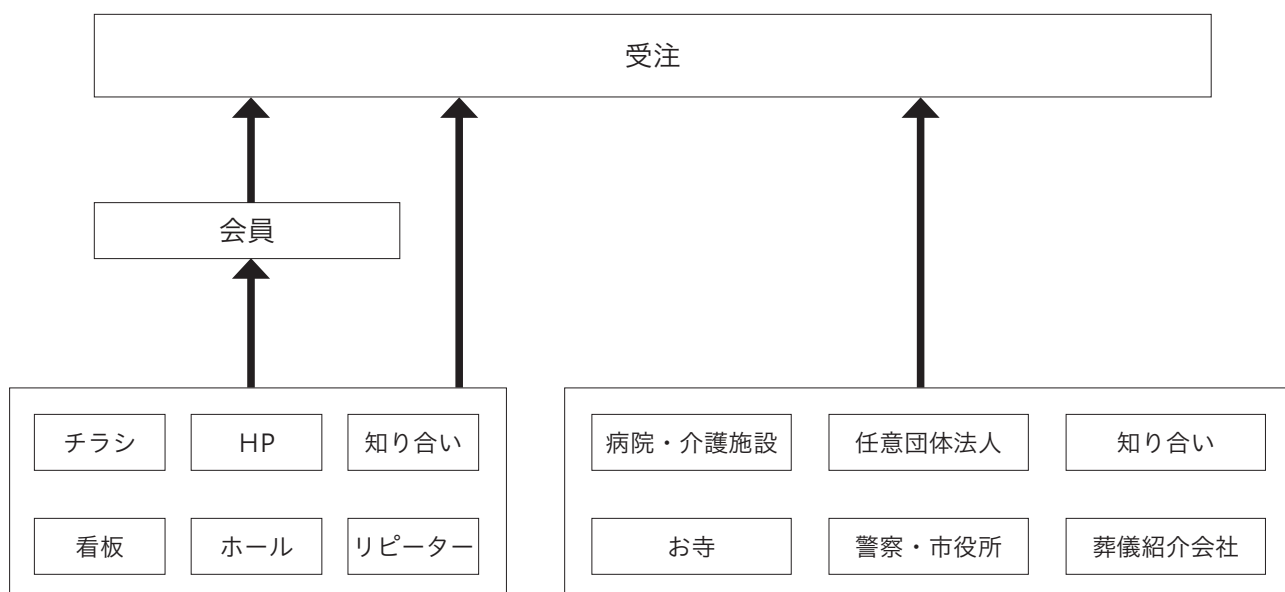 受注
会員
チラシ
HP
知り合い
看板
ホール
リピーター
病院・介護施設
任意団体法人
知り合い
お寺
警察・市役所
葬儀紹介会社